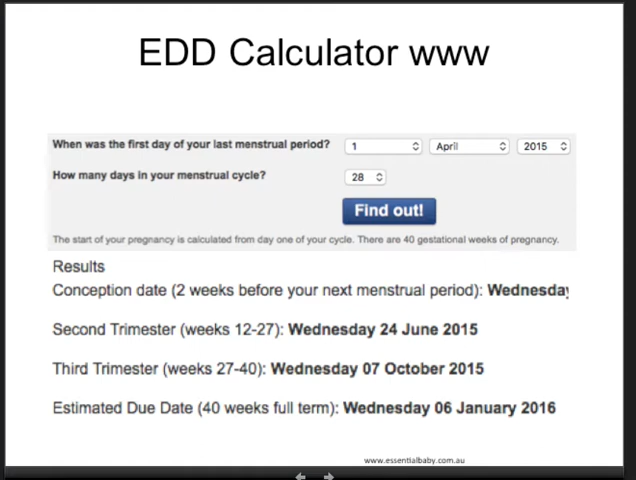 EDD Calculator www
When was the first day of your last menstrual period? 1 April 2015
How many days in your menstrual cycle? 28
Find out!
The start of your pregnancy is calculated from day one of your cycle. There are 40 gestational weeks of pregnancy.
Results
Conception date (2 weeks before your next menstrual period): Wednesday
Second Trimester (weeks 12-27): Wednesday 24 June 2015
Third Trimester (weeks 27-40): Wednesday 07 October 2015
Estimated Due Date (40 weeks full term): Wednesday 06 January 2016
www.essentialbaby.com.au